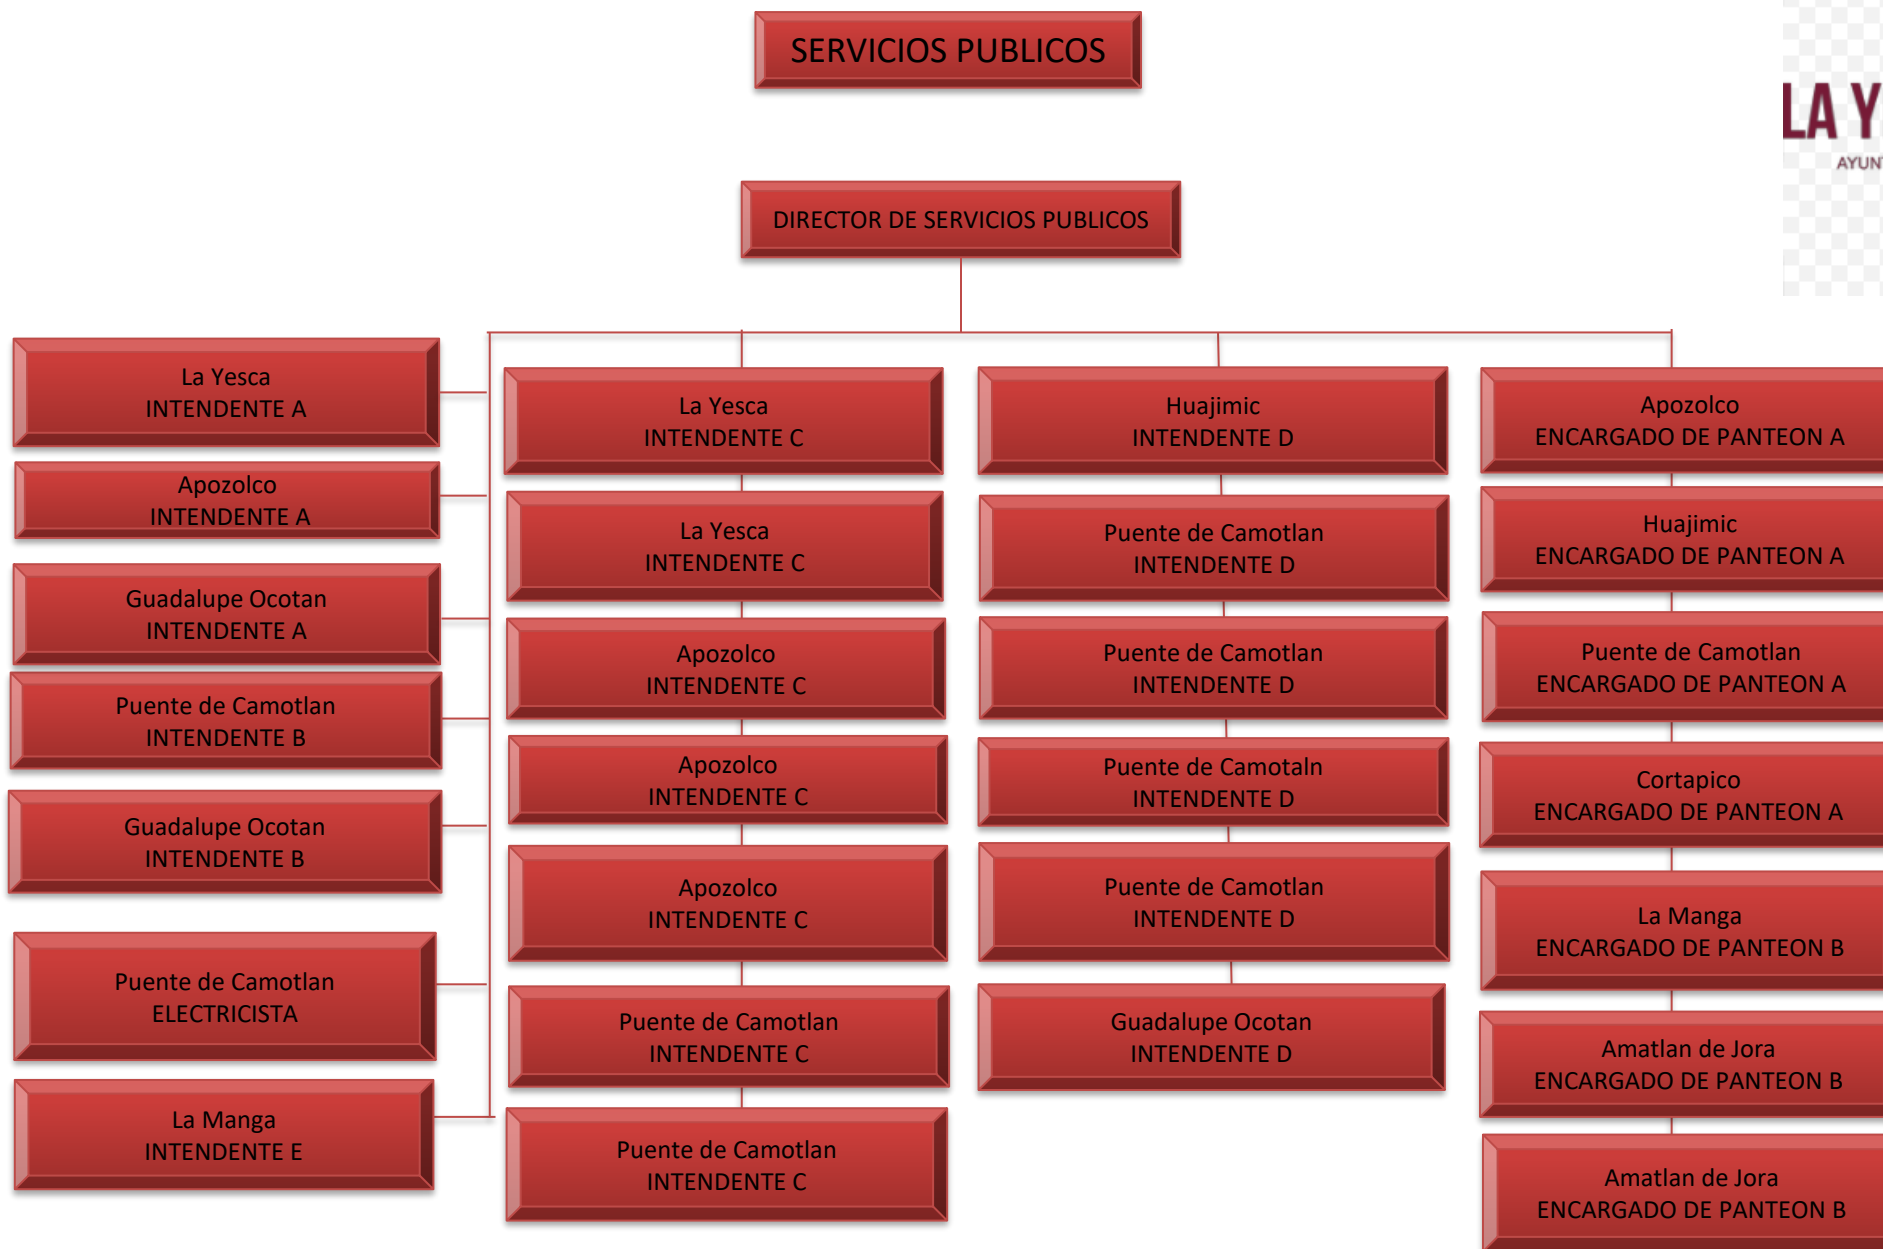 SERVICIOS PUBLICOS
LA Y
AYUN
DIRECTOR DE SERVICIOS PUBLICOS
La Yesca
INTENDENTE A
Apozolco
INTENDENTE A
Guadalupe Ocotan
INTENDENTE A
Puente de Camotlan
INTENDENTE B
Guadalupe Ocotan
INTENDENTE B
Puente de Camotlan
ELECTRICISTA
La Manga
INTENDENTE E
La Yesca
INTENDENTE C
La Yesca
INTENDENTE C
Apozolco
INTENDENTE C
Apozolco
INTENDENTE C
Apozolco
INTENDENTE C
Puente de Camotlan
INTENDENTE C
Puente de Camotlan
INTENDENTE C
Huajimic
INTENDENTE D
Puente de Camotlan
INTENDENTE D
Puente de Camotlan
INTENDENTE D
Puente de Camotaln
INTENDENTE D
Puente de Camotlan
INTENDENTE D
Guadalupe Ocotan
INTENDENTE D
Apozolco
ENCARGADO DE PANTEON A
Huajimic
ENCARGADO DE PANTEON A
Puente de Camotlan
ENCARGADO DE PANTEON A
Cortapico
ENCARGADO DE PANTEON A
La Manga
ENCARGADO DE PANTEON B
Amatlan de Jora
ENCARGADO DE PANTEON B
Amatlan de Jora
ENCARGADO DE PANTEON B